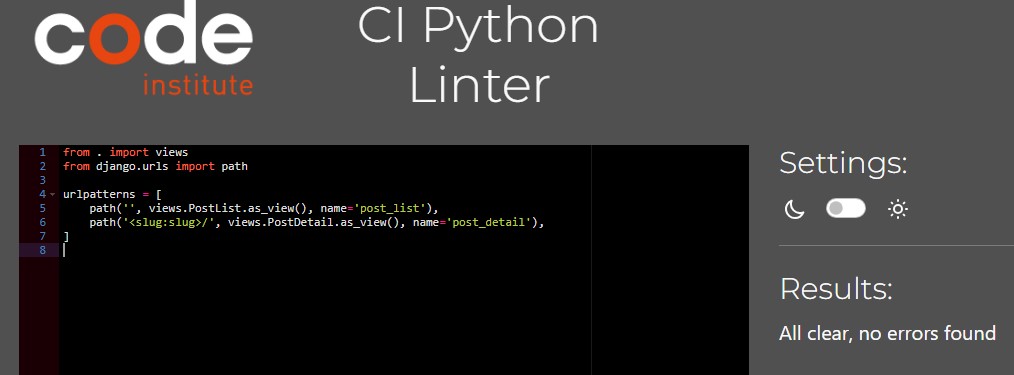 code
institute
CI Python
Linter
1 from . import views
2 from django.urls import path
3
4 urlpatterns = [
5     path('', views.PostList.as_view(), name='post_list'),
6     path('<slug:slug>/', views.PostDetail.as_view(), name='post_detail'),
7 ]
8
Settings:
Results:
All clear, no errors found